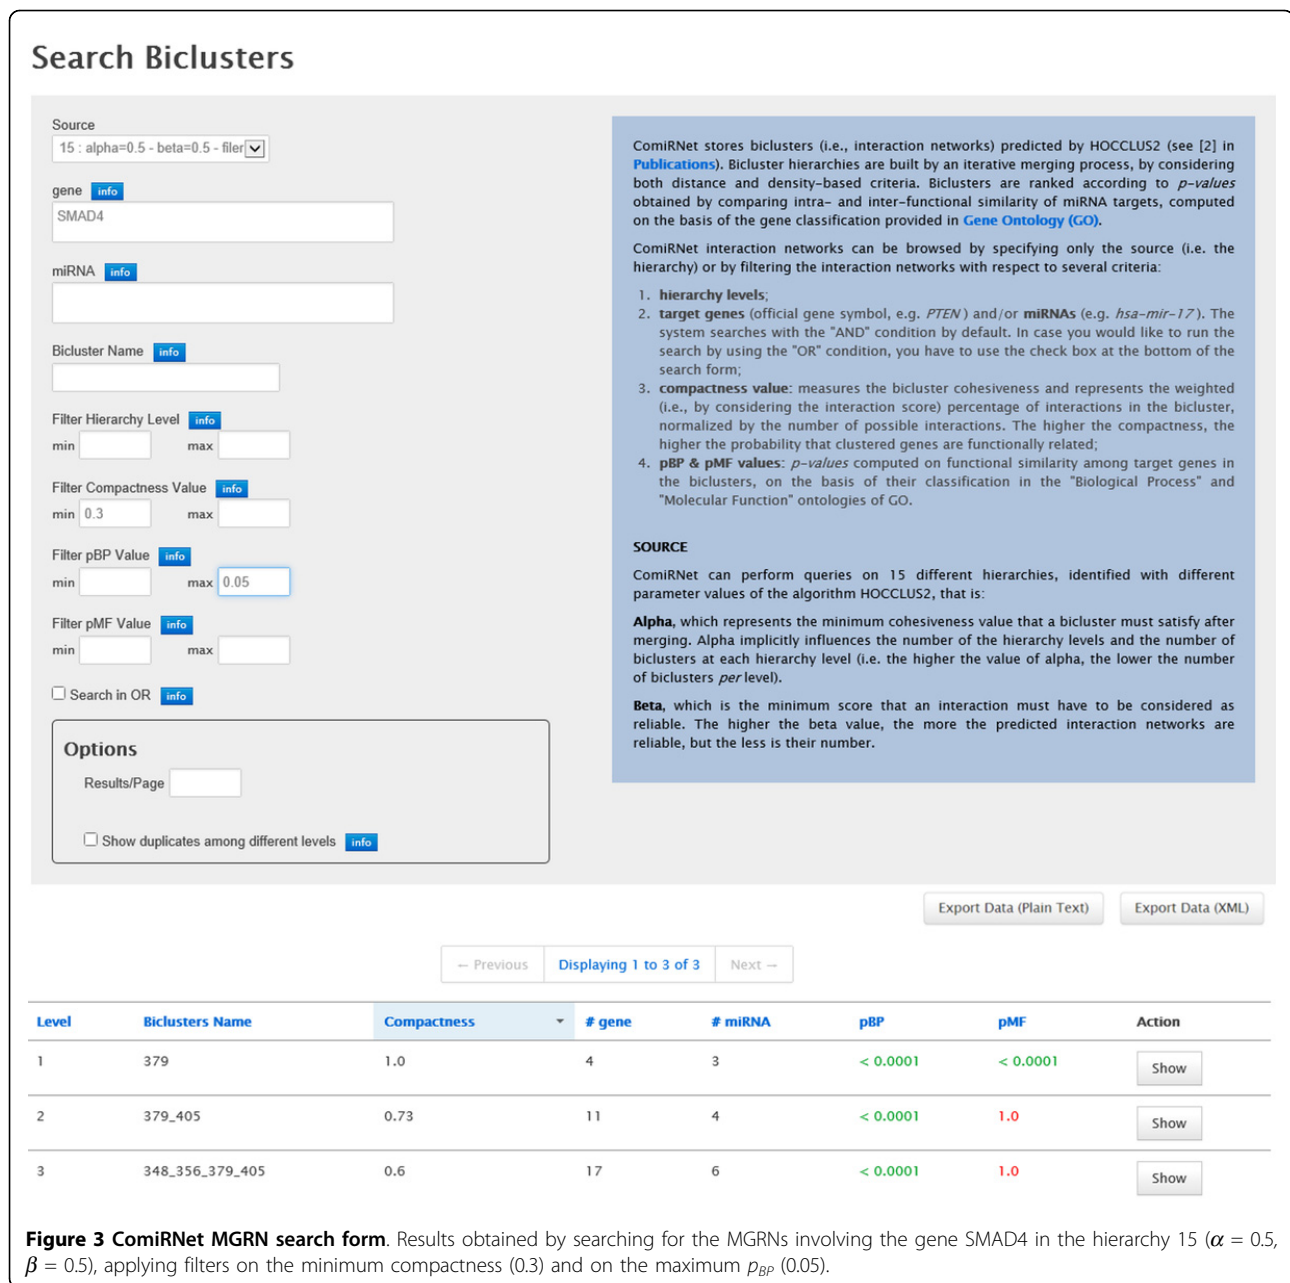 Search Biclusters
Source
15 : alpha=0.5 - beta=0.5 - filer
gene info
SMAD4
miRNA info
Bicluster Name info
Filter Hierarchy Level info
min max
Filter Compactness Value info
min 0.3 max
Filter pBP Value info
min max 0.05
Filter pMF Value info
min max
Search in OR info
Options
Results/Page
Show duplicates among different levels info
ComiRNet stores biclusters (i.e., interaction networks) predicted by HOCCLUS2 (see [2] in
Publications). Bicluster hierarchies are built by an iterative merging process, by considering
both distance and density-based criteria. Biclusters are ranked according to p-values
obtained by comparing intra- and inter-functional similarity of miRNA targets, computed
on the basis of the gene classification provided in Gene Ontology (GO).
ComiRNet interaction networks can be browsed by specifying only the source (i.e. the
hierarchy) or by filtering the interaction networks with respect to several criteria:
1. hierarchy levels;
2. target genes (official gene symbol, e.g. PTEN ) and/or miRNAs (e.g. hsa-mir-17 ). The
system searches with the "AND" condition by default. In case you would like to run the
search by using the "OR" condition, you have to use the check box at the bottom of the
search form;
3. compactness value: measures the bicluster cohesiveness and represents the weighted
(i.e., by considering the interaction score) percentage of interactions in the bicluster,
normalized by the number of possible interactions. The higher the compactness, the
higher the probability that clustered genes are functionally related;
4. pBP & pMF values: p-values computed on functional similarity among target genes in
the biclusters, on the basis of their classification in the "Biological Process" and
"Molecular Function" ontologies of GO.
SOURCE
ComiRNet can perform queries on 15 different hierarchies, identified with different
parameter values of the algorithm HOCCLUS2, that is:
Alpha, which represents the minimum cohesiveness value that a bicluster must satisfy after
merging. Alpha implicitly influences the number of the hierarchy levels and the number of
biclusters at each hierarchy level (i.e. the higher the value of alpha, the lower the number
of biclusters per level).
Beta, which is the minimum score that an interaction must have to be considered as
reliable. The higher the beta value, the more the predicted interaction networks are
reliable, but the less is their number.
Export Data (Plain Text) Export Data (XML)
← Previous Displaying 1 to 3 of 3 Next →
Level Biclusters Name Compactness # gene # miRNA pBP pMF Action
1 379 1.0 4 3 < 0.0001 < 0.0001 Show
2 379_405 0.73 11 4 < 0.0001 1.0 Show
3 348_356_379_405 0.6 17 6 < 0.0001 1.0 Show
Figure 3 ComiRNet MGRN search form. Results obtained by searching for the MGRNs involving the gene SMAD4 in the hierarchy 15 (α = 0.5,
β = 0.5), applying filters on the minimum compactness (0.3) and on the maximum pBP (0.05).